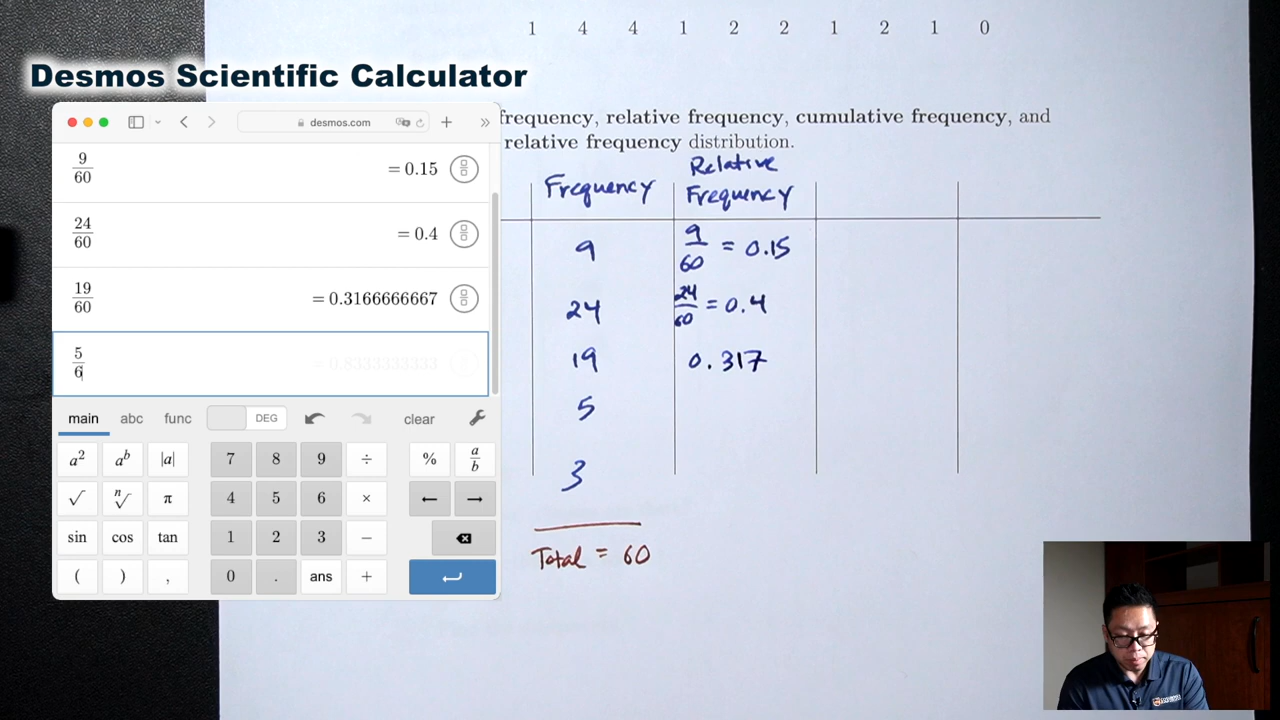 1 4 4 1 2 2 1 2 1 0
Desmos Scientific Calculator
frequency, relative frequency, cumulative frequency, and
relative frequency distribution.
desmos.com
9/60 = 0.15
24/60 = 0.4
19/60 = 0.3166666667
5/6 = 0.8333333333
main abc func DEG clear
a² aᵇ |a| 7 8 9 ÷ % a/b
√ ⁿ√ π 4 5 6 × ← →
sin cos tan 1 2 3 −
( ) , 0 . ans +
Frequency Relative Frequency
9 9/60 = 0.15
24 24/60 = 0.4
19 0.317
5
3
Total = 60